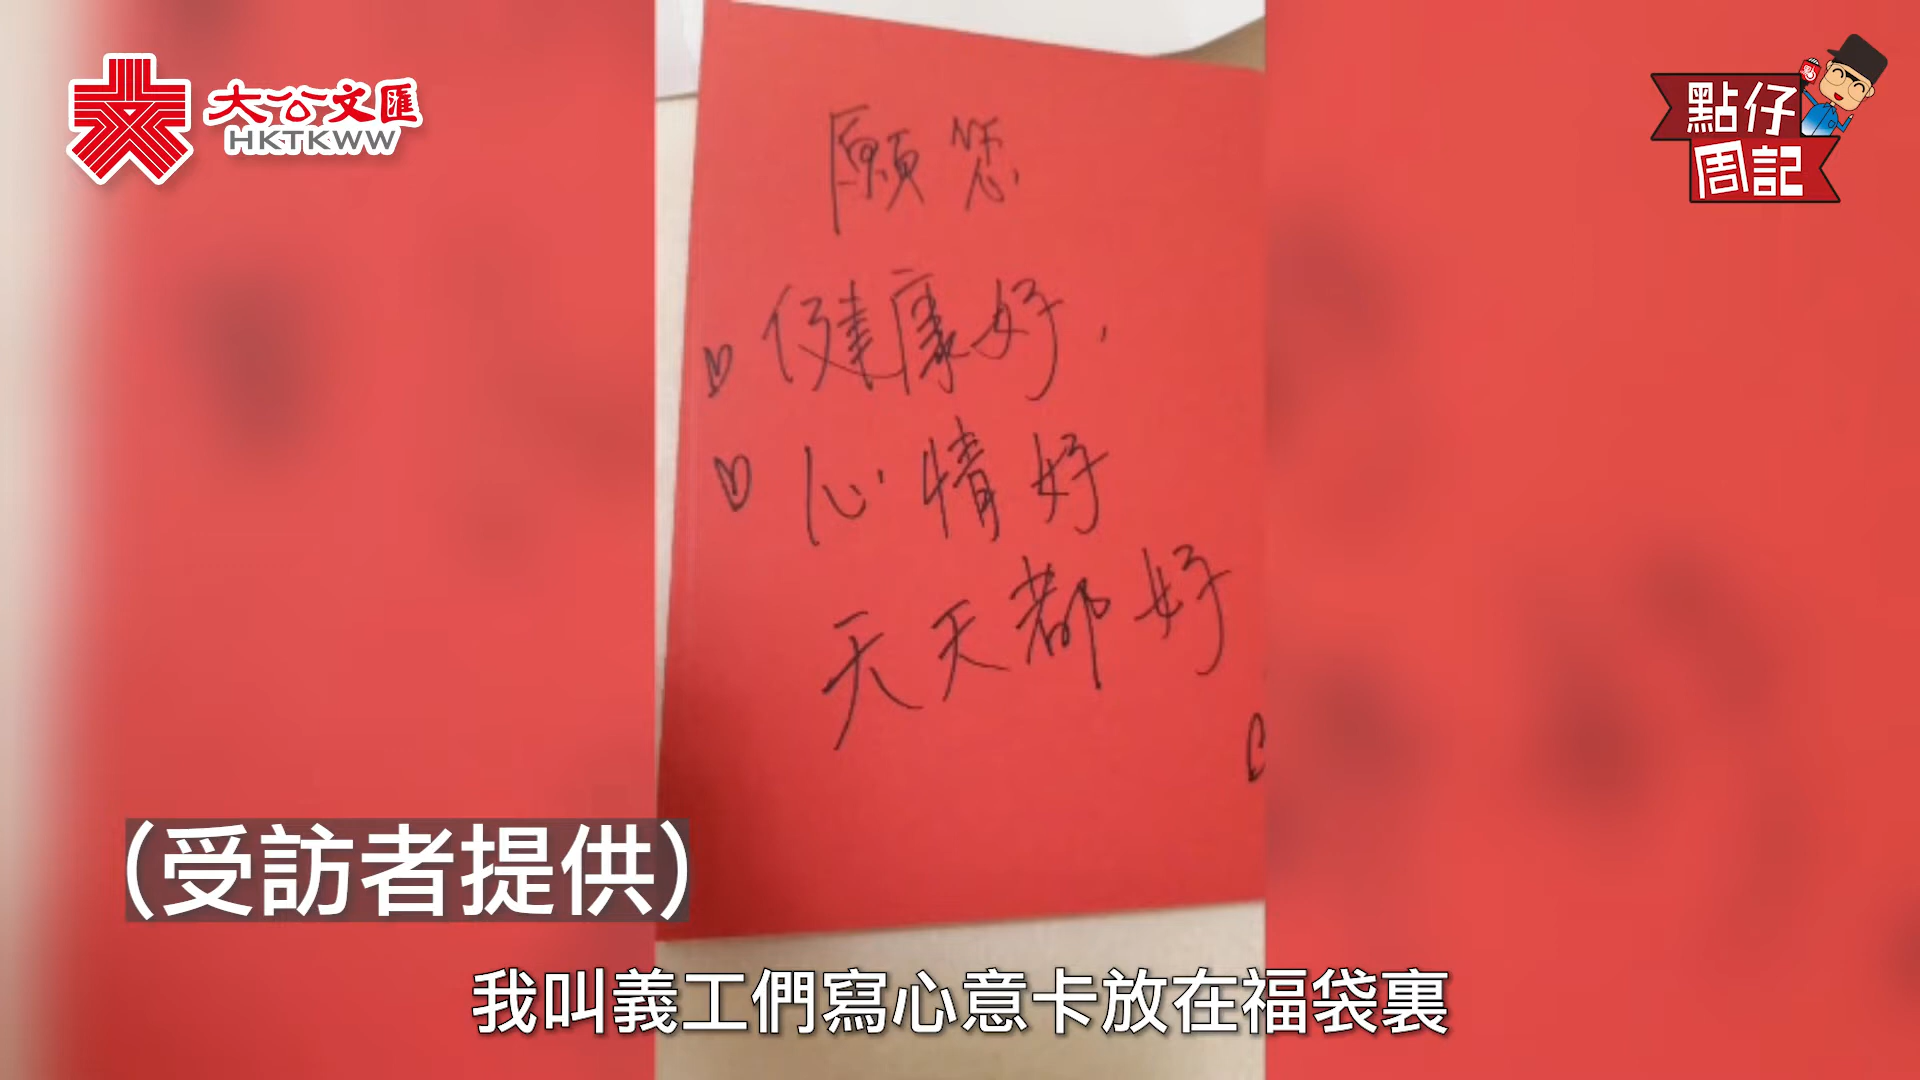 大公文匯
HKTKWW
點仔
周記
願您
健康好,
心情好
天天都好
(受訪者提供)
我叫義工們寫心意卡放在福袋裏